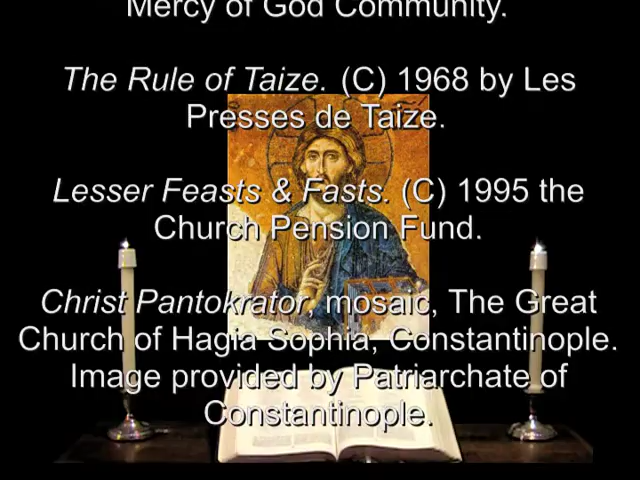 Mercy of God Community.
The Rule of Taize. (C) 1968 by Les
Presses de Taize.
Lesser Feasts & Fasts. (C) 1995 the
Church Pension Fund.
Christ Pantokrator, mosaic, The Great
Church of Hagia Sophia, Constantinople.
Image provided by Patriarchate of
Constantinople.